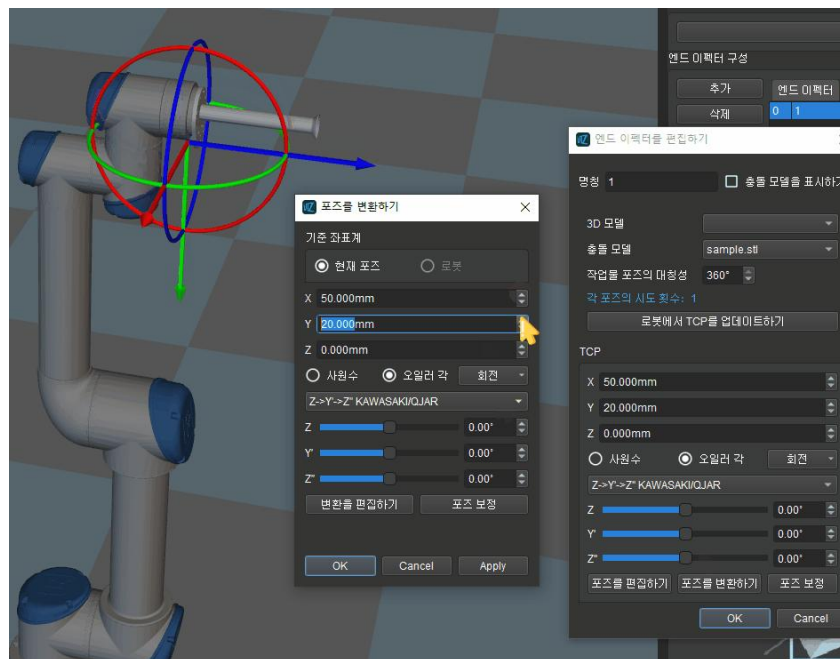 엔드 이펙터 구성
추가
엔드 이펙터
삭제
0 1
포즈를 변환하기
기준 좌표계
현재 포즈
로봇
X 50.000mm
Y 20.000mm
Z 0.000mm
사원수
오일러 각
회전
Z->Y'->Z" KAWASAKI/QJAR
Z 0.00°
Y' 0.00°
Z" 0.00°
변환을 편집하기
포즈 보정
OK
Cancel
Apply
엔드 이펙터를 편집하기
명칭 1
충돌 모델을 표시하기
3D 모델
충돌 모델
sample.stl
작업물 포즈의 대칭성
360°
각 포즈의 시도 횟수: 1
로봇에서 TCP를 업데이트하기
TCP
X 50.000mm
Y 20.000mm
Z 0.000mm
사원수
오일러 각
회전
Z->Y'->Z" KAWASAKI/QJAR
Z 0.00°
Y' 0.00°
Z" 0.00°
포즈를 편집하기
포즈를 변환하기
포즈 보정
OK
Cancel